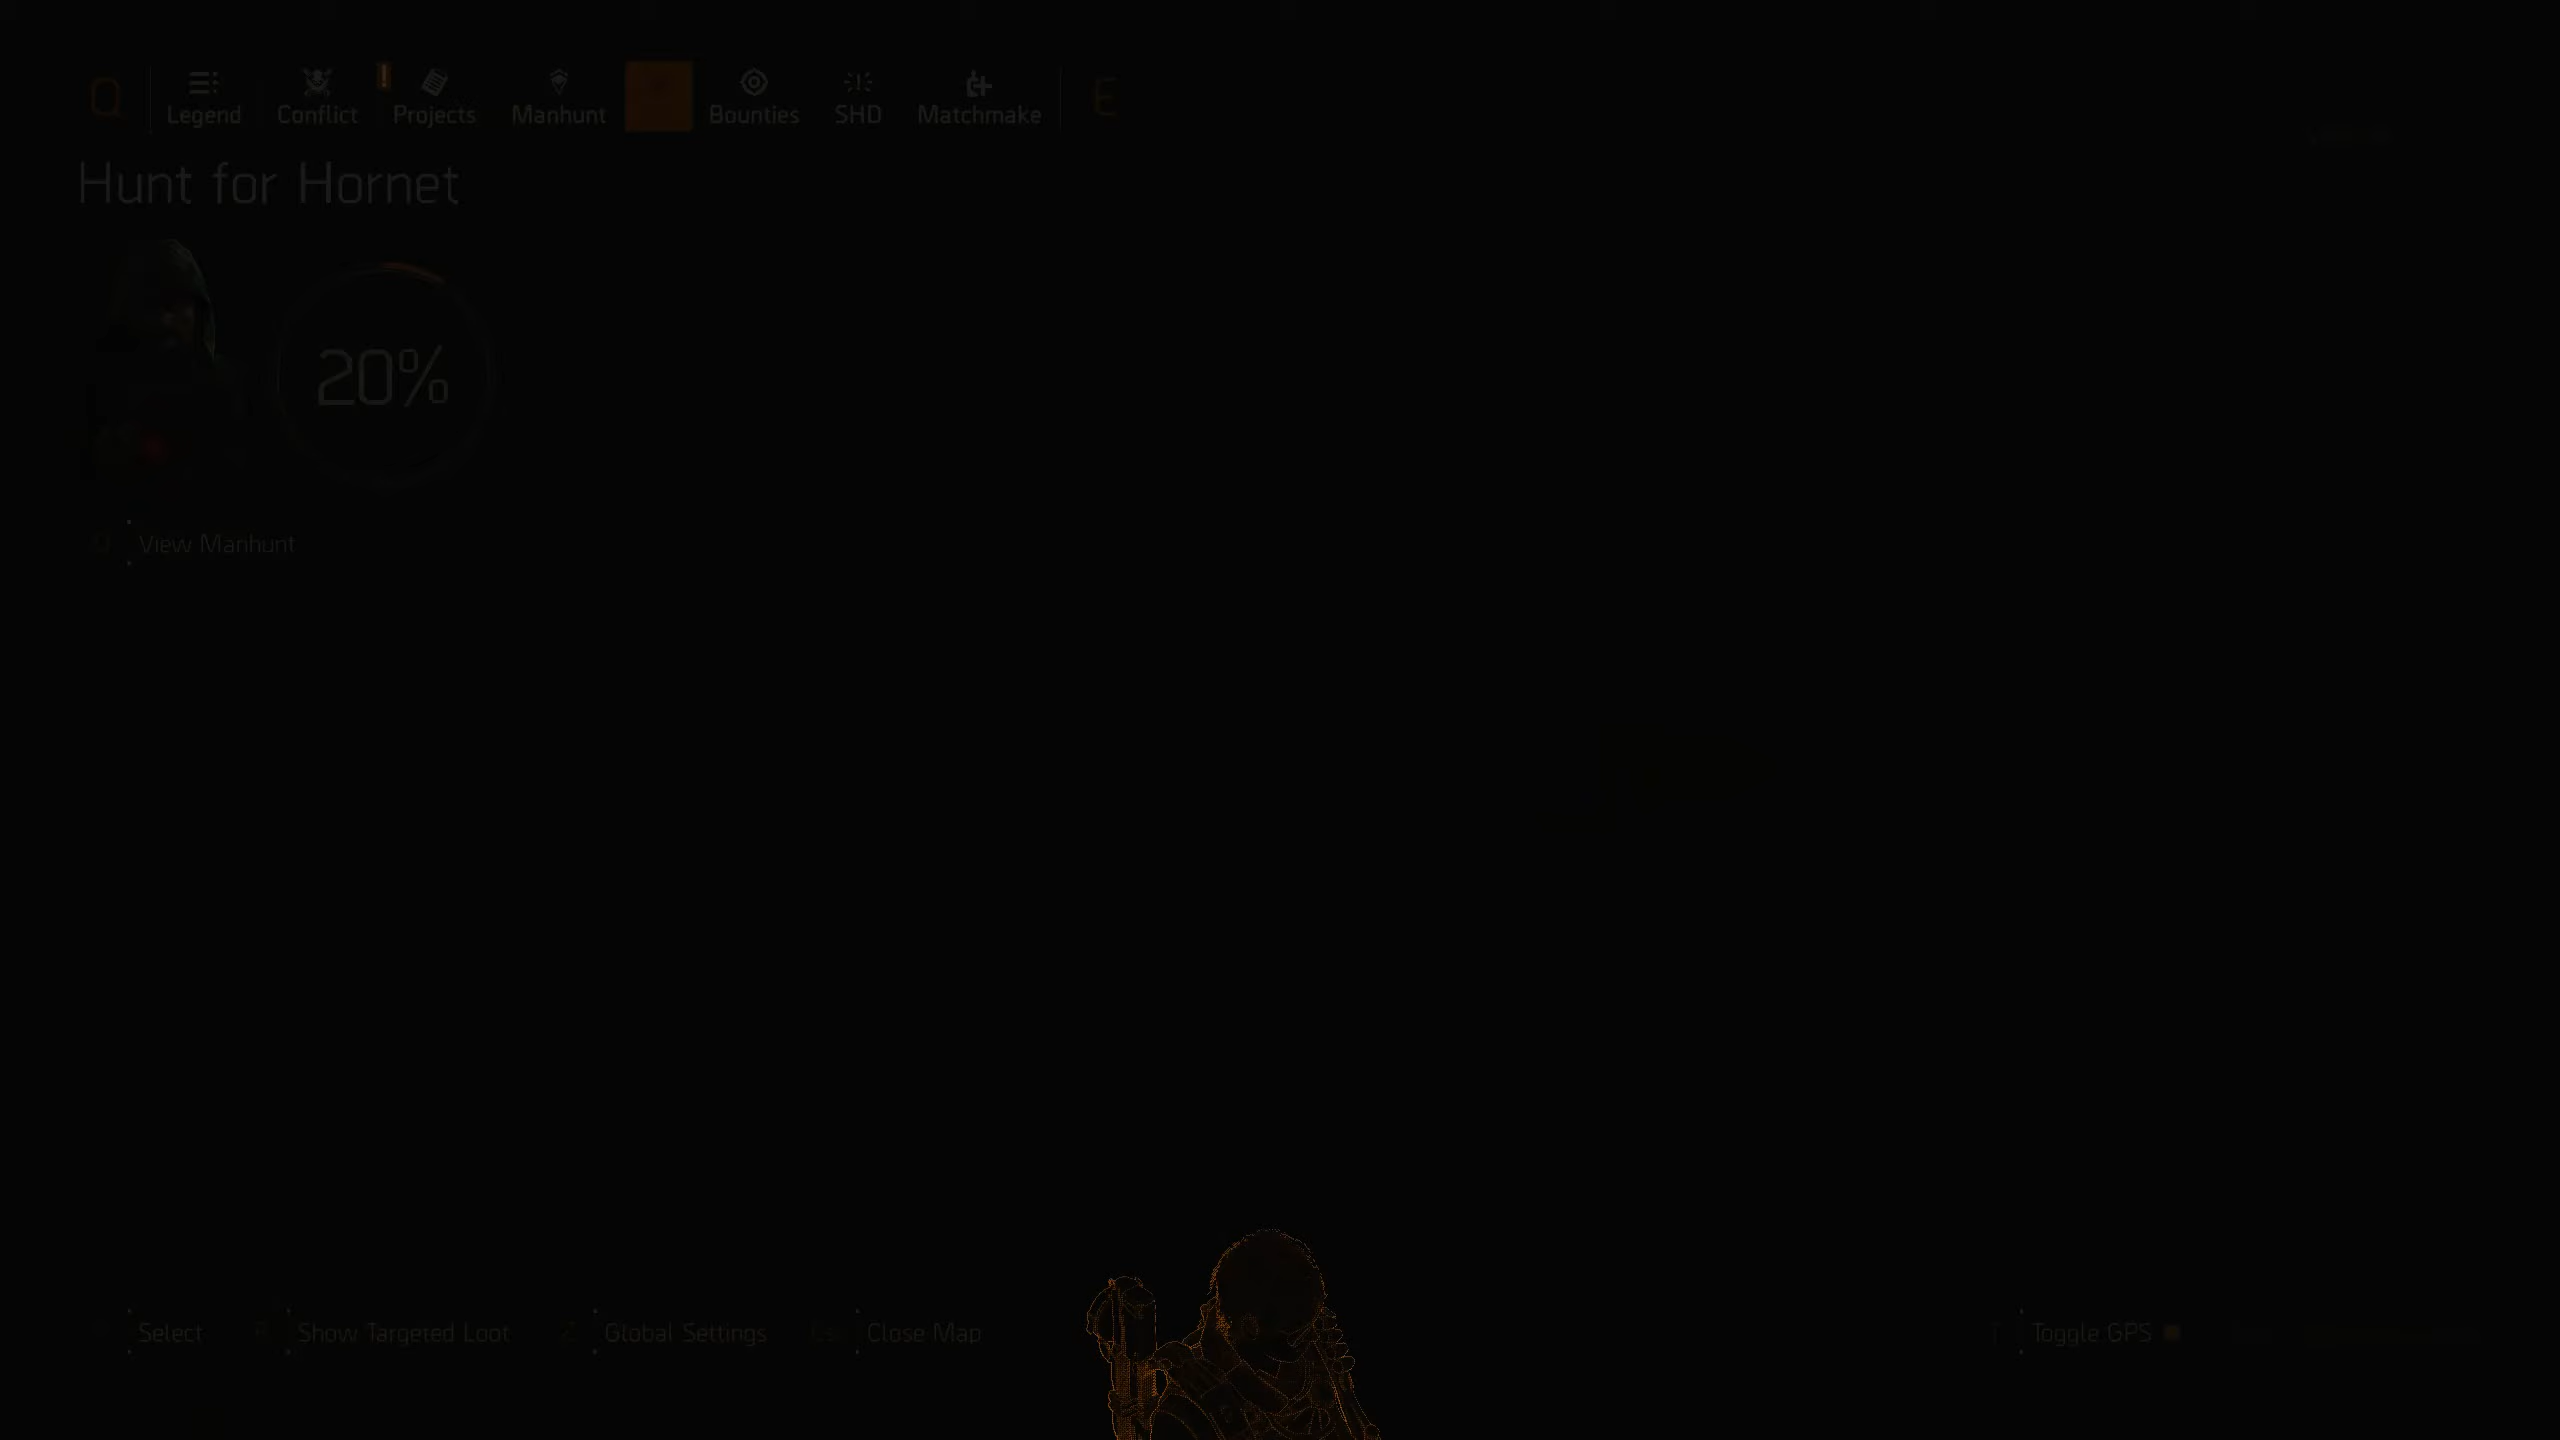 Q Legend Conflict ! Projects Manhunt Bounties SHD Matchmake E
Hunt for Hornet
20%
View Manhunt
Select Show Targeted Loot Z Global Settings Esc Close Map Toggle GPS